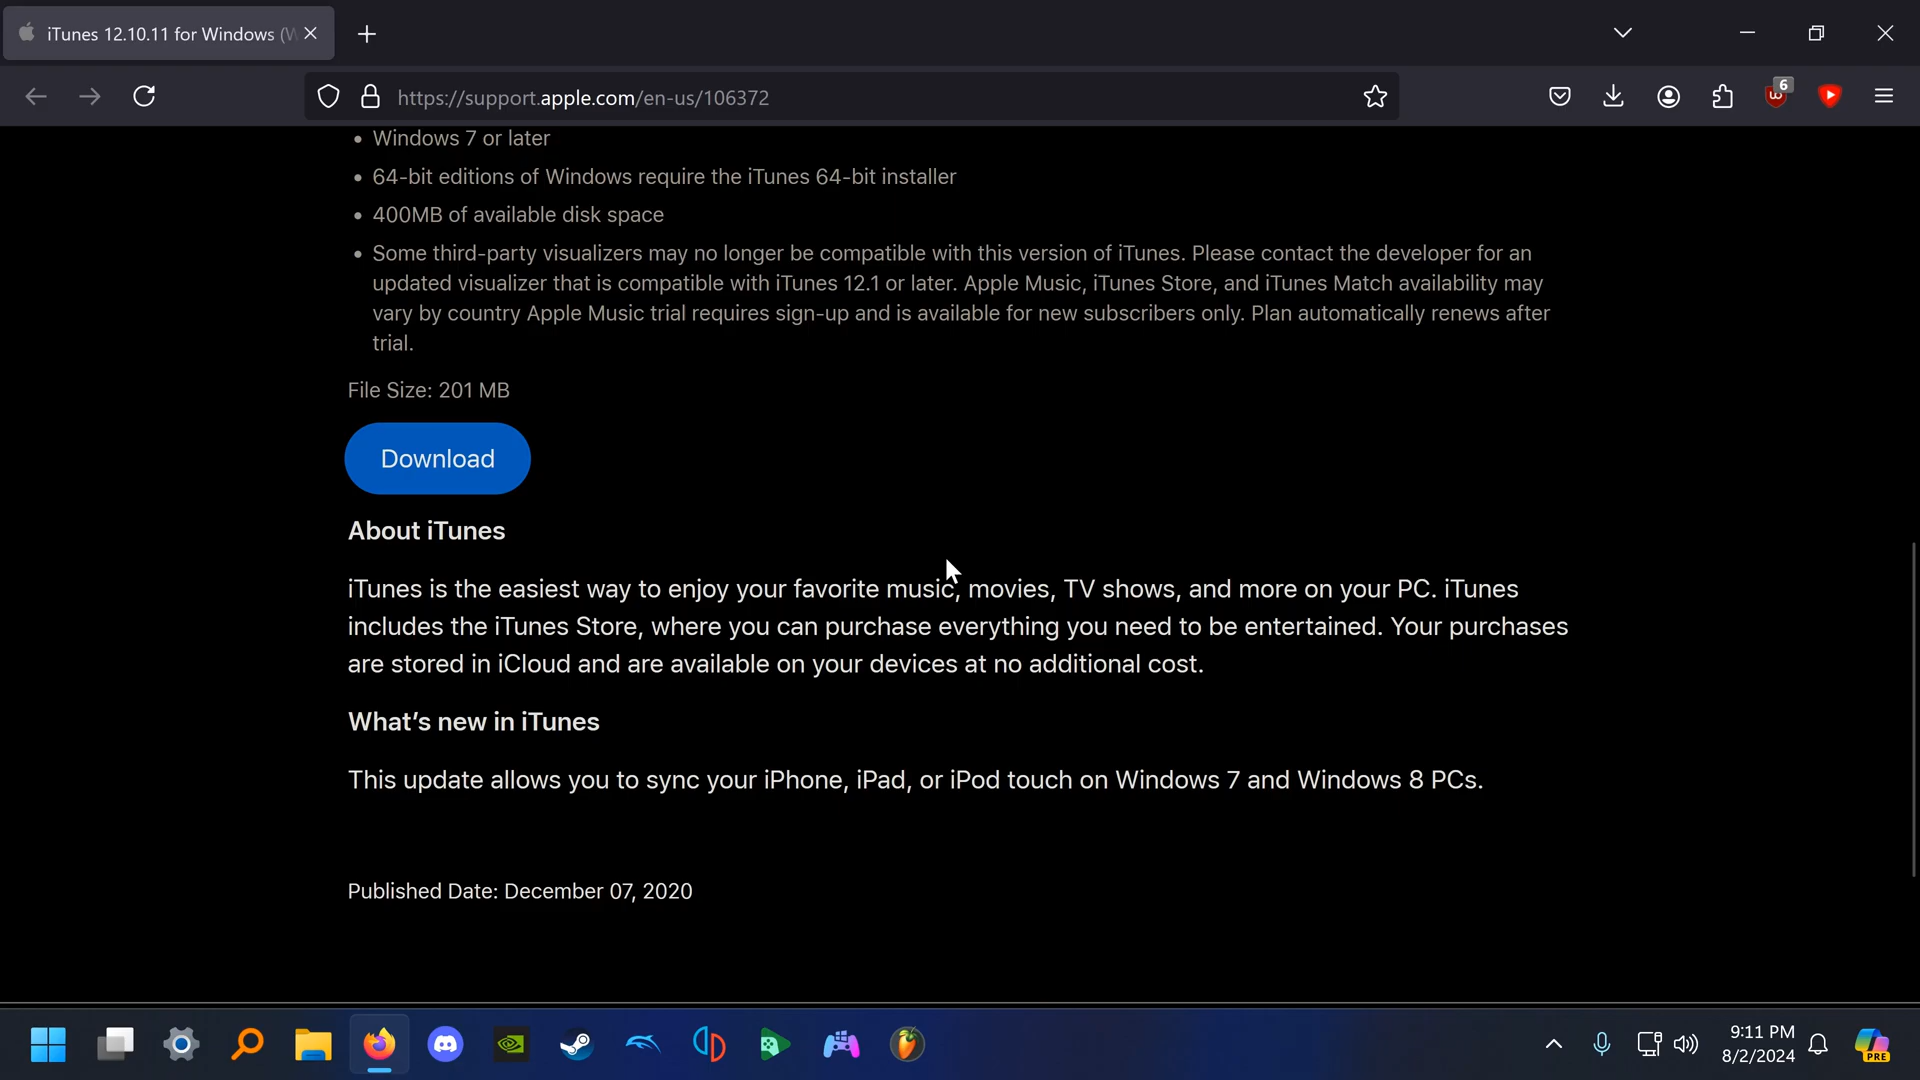 iTunes 12.10.11 for Windows (W
https://support.apple.com/en-us/106372
6
Windows 7 or later
64-bit editions of Windows require the iTunes 64-bit installer
400MB of available disk space
Some third-party visualizers may no longer be compatible with this version of iTunes. Please contact the developer for an
updated visualizer that is compatible with iTunes 12.1 or later. Apple Music, iTunes Store, and iTunes Match availability may
vary by country Apple Music trial requires sign-up and is available for new subscribers only. Plan automatically renews after
trial.
File Size: 201 MB
Download
About iTunes
iTunes is the easiest way to enjoy your favorite music, movies, TV shows, and more on your PC. iTunes
includes the iTunes Store, where you can purchase everything you need to be entertained. Your purchases
are stored in iCloud and are available on your devices at no additional cost.
What’s new in iTunes
This update allows you to sync your iPhone, iPad, or iPod touch on Windows 7 and Windows 8 PCs.
Published Date: December 07, 2020
9:11 PM
8/2/2024
PRE